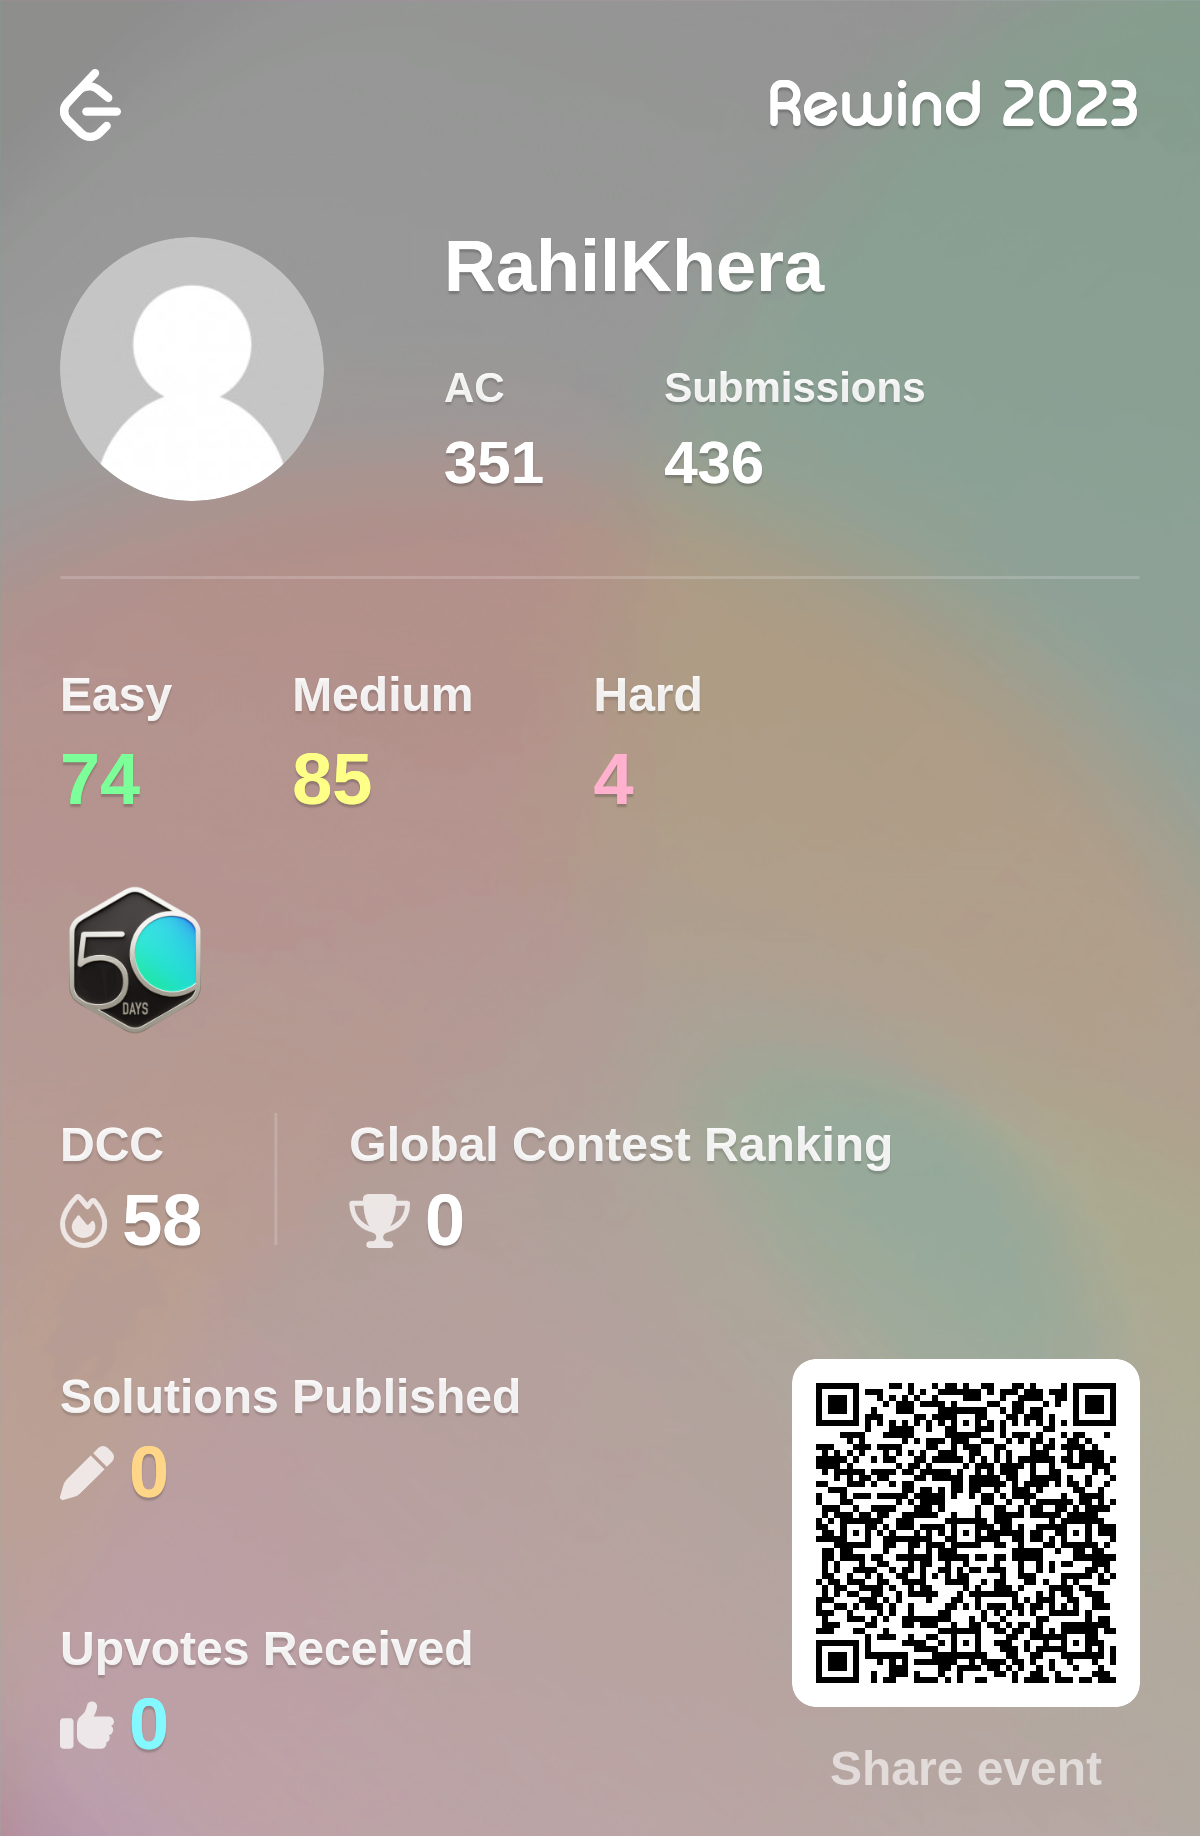 Rewind 2023
RahilKhera
AC Submissions
351 436
Easy Medium Hard
74 85 4
50
DAYS
DCC Global Contest Ranking
58 0
Solutions Published
0
Upvotes Received
0
Share event